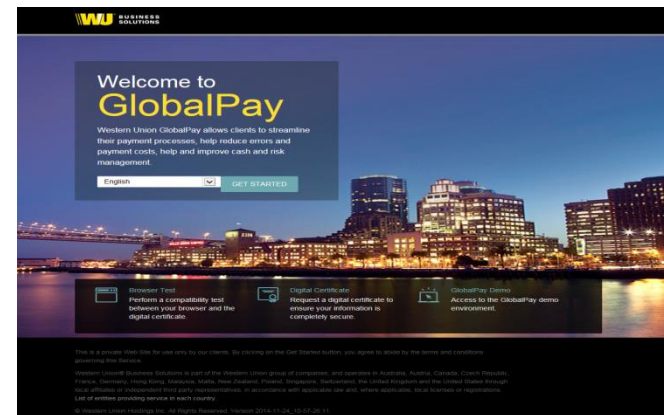 WU BUSINESS
SOLUTIONS
Welcome to
GlobalPay
Western Union GlobalPay allows clients to streamline
their payment processes, help reduce errors and
payment costs, help and improve cash and risk
management.
English
GET STARTED
Browser Test
Perform a compatibility test
between your browser and the
digital certificate.
Digital Certificate
Request a digital certificate to
ensure your information is
completely secure.
GlobalPay Demo
Access to the GlobalPay demo
environment.
This is a private Web Site for use only by our clients. By clicking on the Get Started button, you agree to abide by the terms and conditions
governing this Service.
Western Union® Business Solutions is part of the Western Union group of companies, and operates in Australia, Austria, Canada, Czech Republic,
France, Germany, Hong Kong, Malaysia, Malta, New Zealand, Poland, Singapore, Switzerland, the United Kingdom and the United States through
local affiliates or independent third party representatives, in accordance with applicable law and, where applicable, local licenses or registrations.
List of entities providing service in each country.
© Western Union Holdings Inc. All Rights Reserved. Version 2014-11-24_10-57-26 11